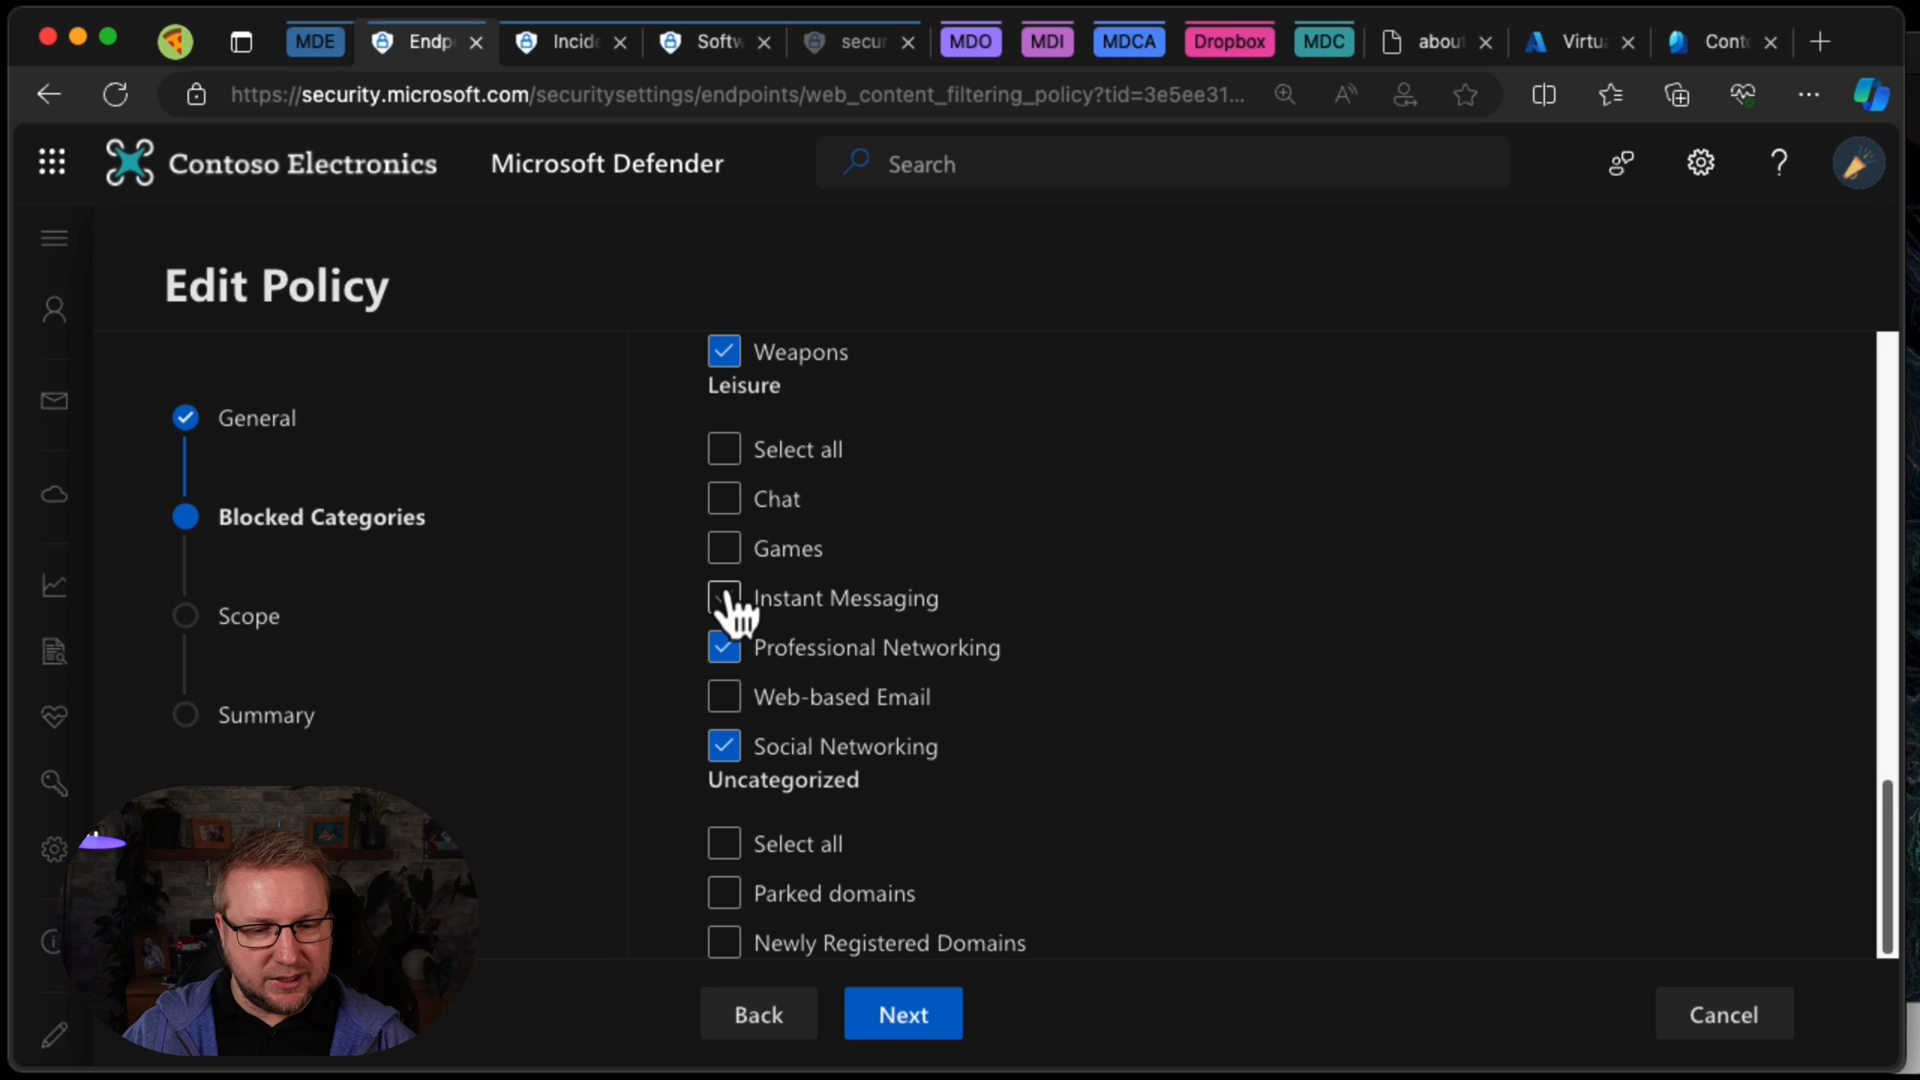 MDE
Endp
Incid
Softw
secur
MDO
MDI
MDCA
Dropbox
MDC
abou
Virtu
Cont
https://security.microsoft.com/securitysettings/endpoints/web_content_filtering_policy?tid=3e5ee31...
Contoso Electronics
Microsoft Defender
Search
Edit Policy
General
Blocked Categories
Scope
Summary
Weapons
Leisure
Select all
Chat
Games
Instant Messaging
Professional Networking
Web-based Email
Social Networking
Uncategorized
Select all
Parked domains
Newly Registered Domains
Back
Next
Cancel